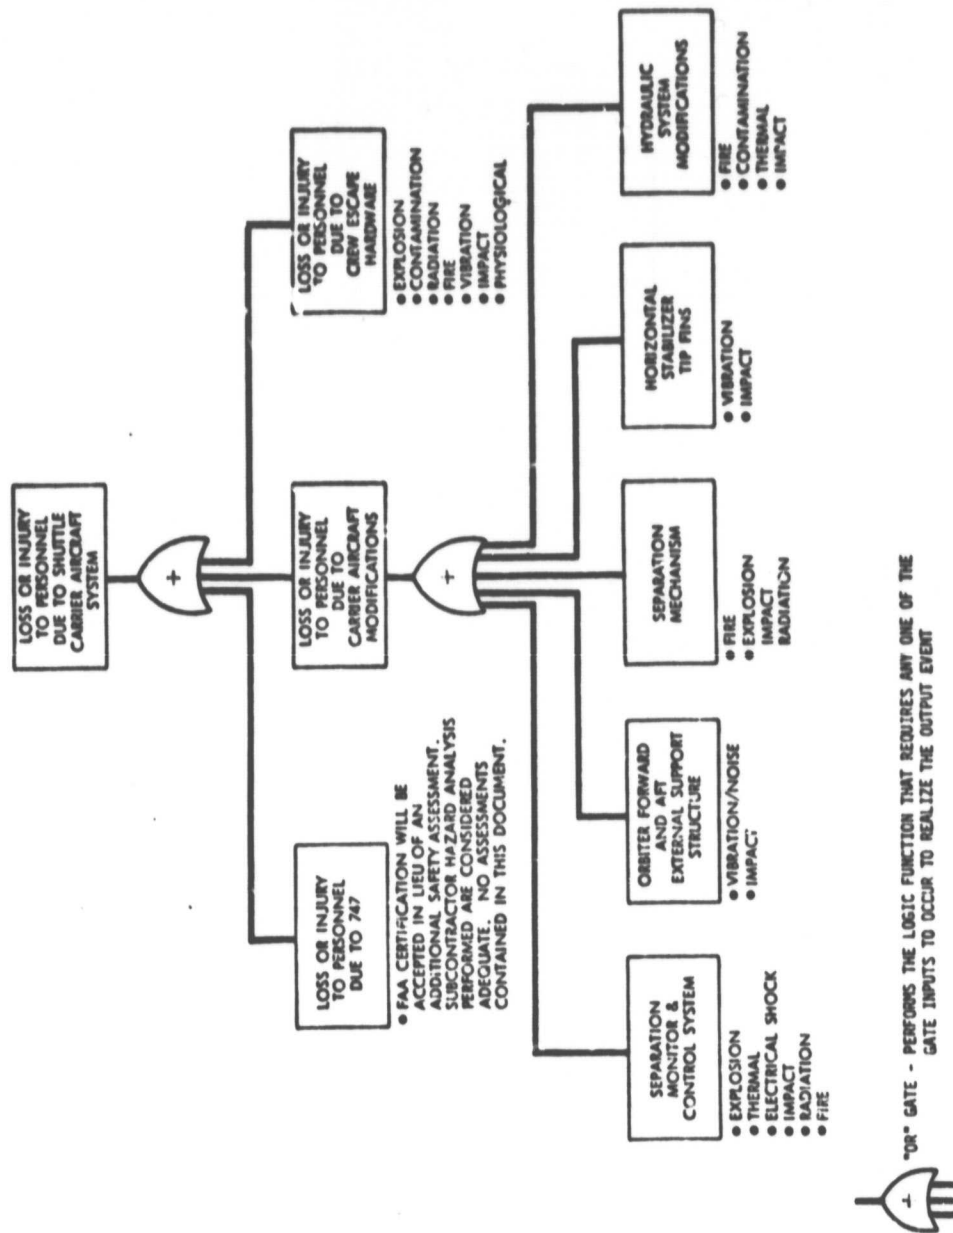 LOSS OR INJURY
TO PERSONNEL
DUE TO SHUTTLE
CARRIER AIRCRAFT
SYSTEM
+
LOSS OR INJURY
TO PERSONNEL
DUE TO 747
● FAA CERTIFICATION WILL BE
ACCEPTED IN LIEU OF AN
ADDITIONAL SAFETY ASSESSMENT.
SUBCONTRACTOR HAZARD ANALYSIS
PERFORMED ARE CONSIDERED
ADEQUATE. NO ASSESSMENTS
CONTAINED IN THIS DOCUMENT.
LOSS OR INJURY
TO PERSONNEL
DUE TO
CARRIER AIRCRAFT
MODIFICATIONS
LOSS OR INJURY
TO PERSONNEL
DUE TO
CREW ESCAPE
HARDWARE
● EXPLOSION
● CONTAMINATION
● RADIATION
● FIRE
● VIBRATION
● IMPACT
● PHYSIOLOGICAL
+
SEPARATION
MONITOR &
CONTROL SYSTEM
● EXPLOSION
● THERMAL
● ELECTRICAL SHOCK
● IMPACT
● RADIATION
● FIRE
ORBITER FORWARD
AND AFT
EXTERNAL SUPPORT
STRUCTURE
● VIBRATION/NOISE
● IMPACT
SEPARATION
MECHANISM
● FIRE
● EXPLOSION
IMPACT
RADIATION
HORIZONTAL
STABILIZER
TIP FINS
● VIBRATION
● IMPACT
HYDRAULIC
SYSTEM
MODIFICATIONS
● FIRE
● CONTAMINATION
● THERMAL
● IMPACT
+
"OR" GATE - PERFORMS THE LOGIC FUNCTION THAT REQUIRES ANY ONE OF THE
GATE INPUTS TO OCCUR TO REALIZE THE OUTPUT EVENT